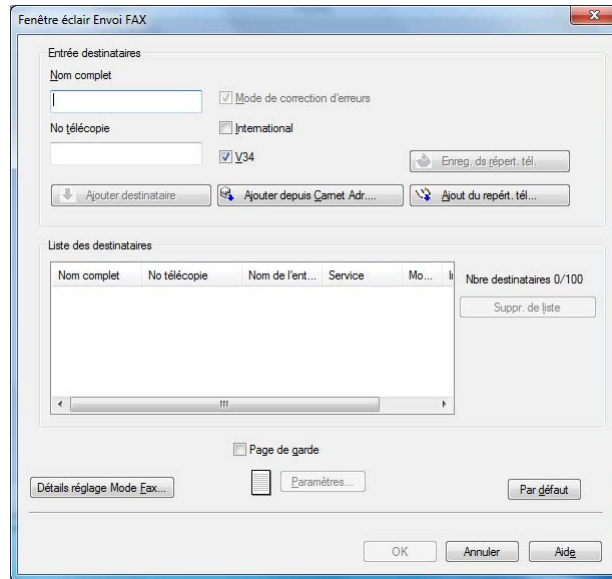 Fenêtre éclair Envoi FAX
Entrée destinataires
Nom complet
Mode de correction d'erreurs
No télécopie
International
V34
Enreg. ds répert. tél.
Ajouter destinataire
Ajouter depuis Carnet Adr....
Ajout du repért. tél...
Liste des destinataires
Nom complet No télécopie Nom de l'ent... Service Mo...
Nbre destinataires 0/100
Suppr. de liste
Page de garde
Détails réglage Mode Fax...
Paramètres...
Par défaut
OK Annuler Aide